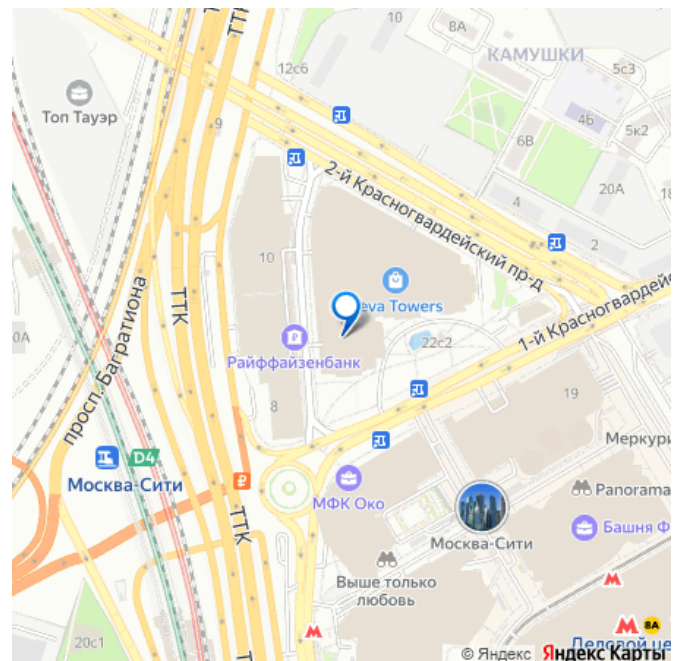 10
8А
ТТК
12с6
КАМУШКИ
5с3
Топ Тауэр
9
4Б
5к2
6В
2-й Красногвардейский пр-д
20А
4
2
10
eva Towers
просп. Багратиона
ТТК
22с2
1-й Красногвардейс
0А
Райффайзенбанк
8
19
Меркури
D4
Москва-Сити
₽
МФК Око
Panorama
ТТК
Башня Ф
Москва-Сити
Выше только
любовь
20с1
8А
Деловой це
© Яндекс Яндекс Карты